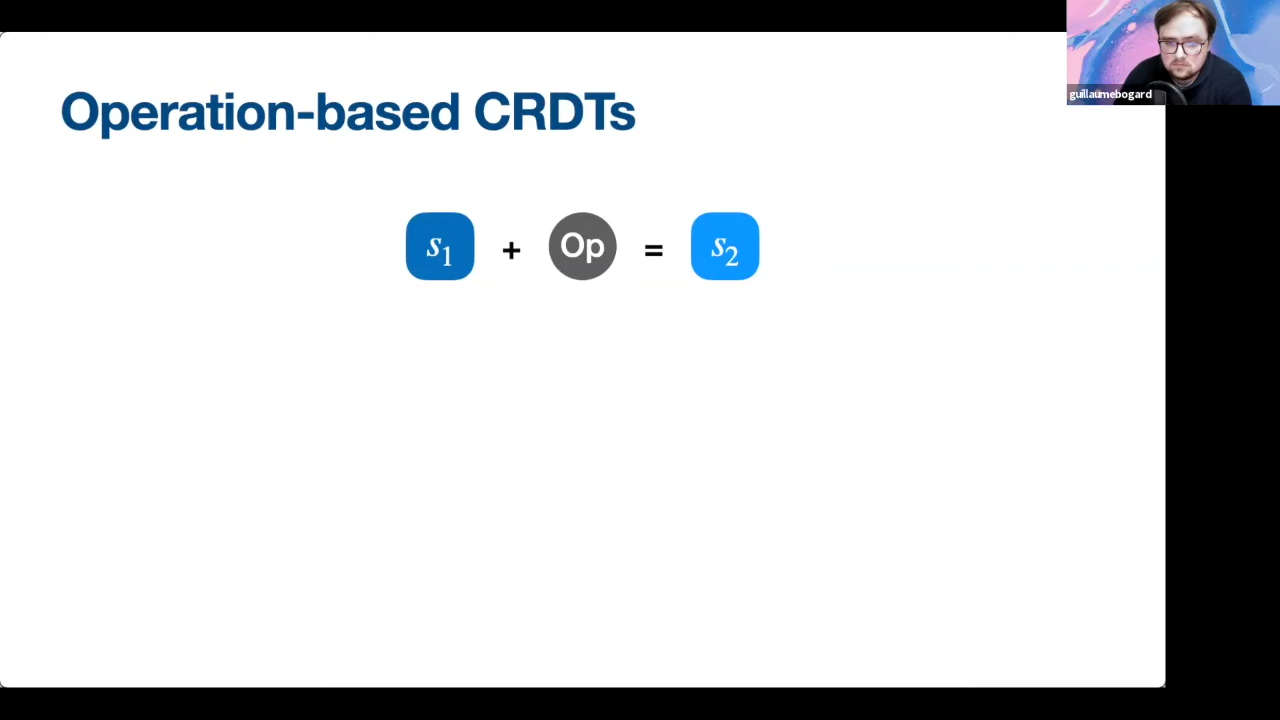 Operation-based CRDTs
s₁ + Op = s₂
guillaumebogard